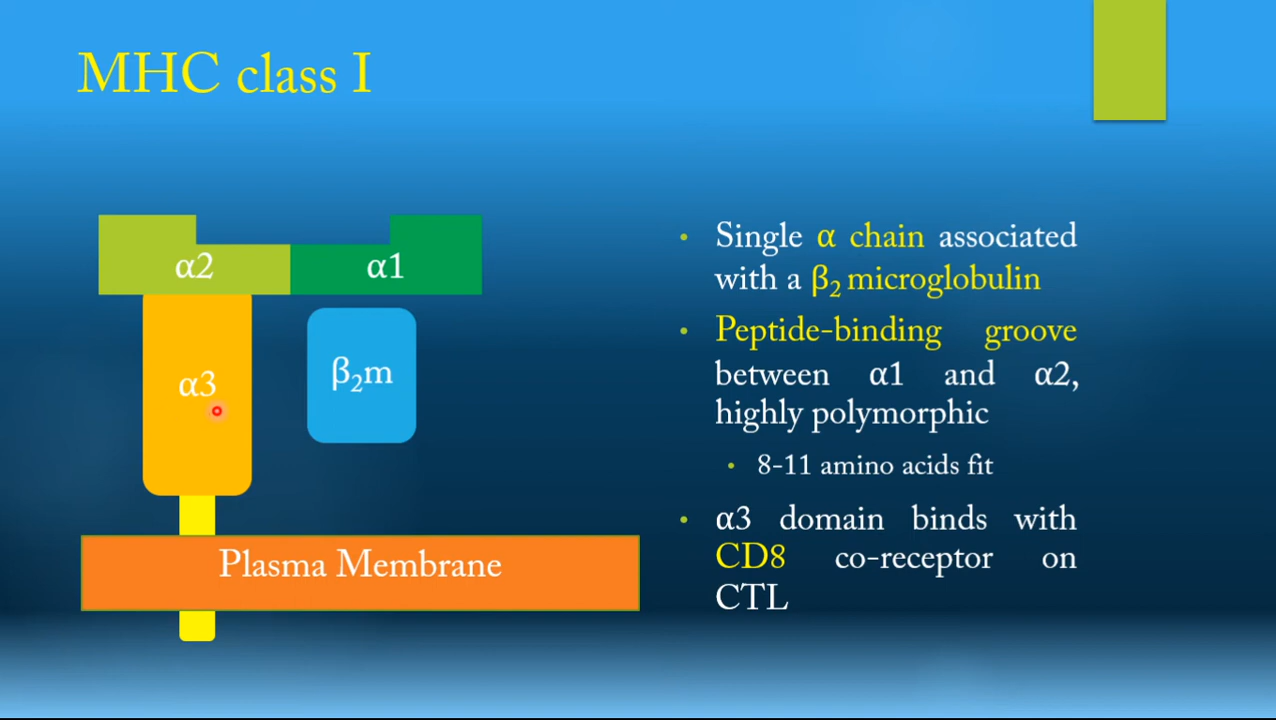 MHC class I
α2
α1
α3
β₂m
Plasma Membrane
• Single α chain associated
with a β₂ microglobulin
• Peptide-binding groove
between α1 and α2,
highly polymorphic
• 8-11 amino acids fit
• α3 domain binds with
CD8 co-receptor on
CTL